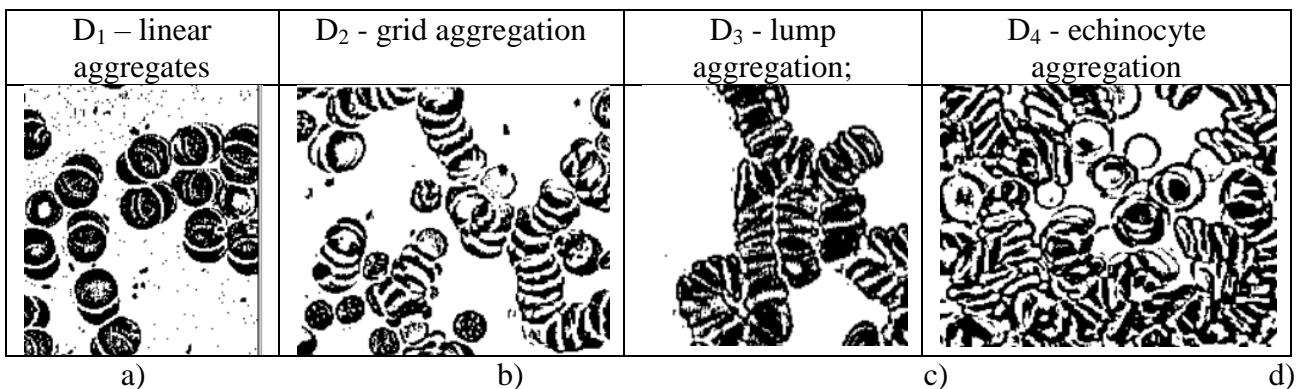 D₁ – linear
aggregates
D₂ - grid aggregation
D₃ - lump
aggregation;
D₄ - echinocyte
aggregation
a) b) c) d)